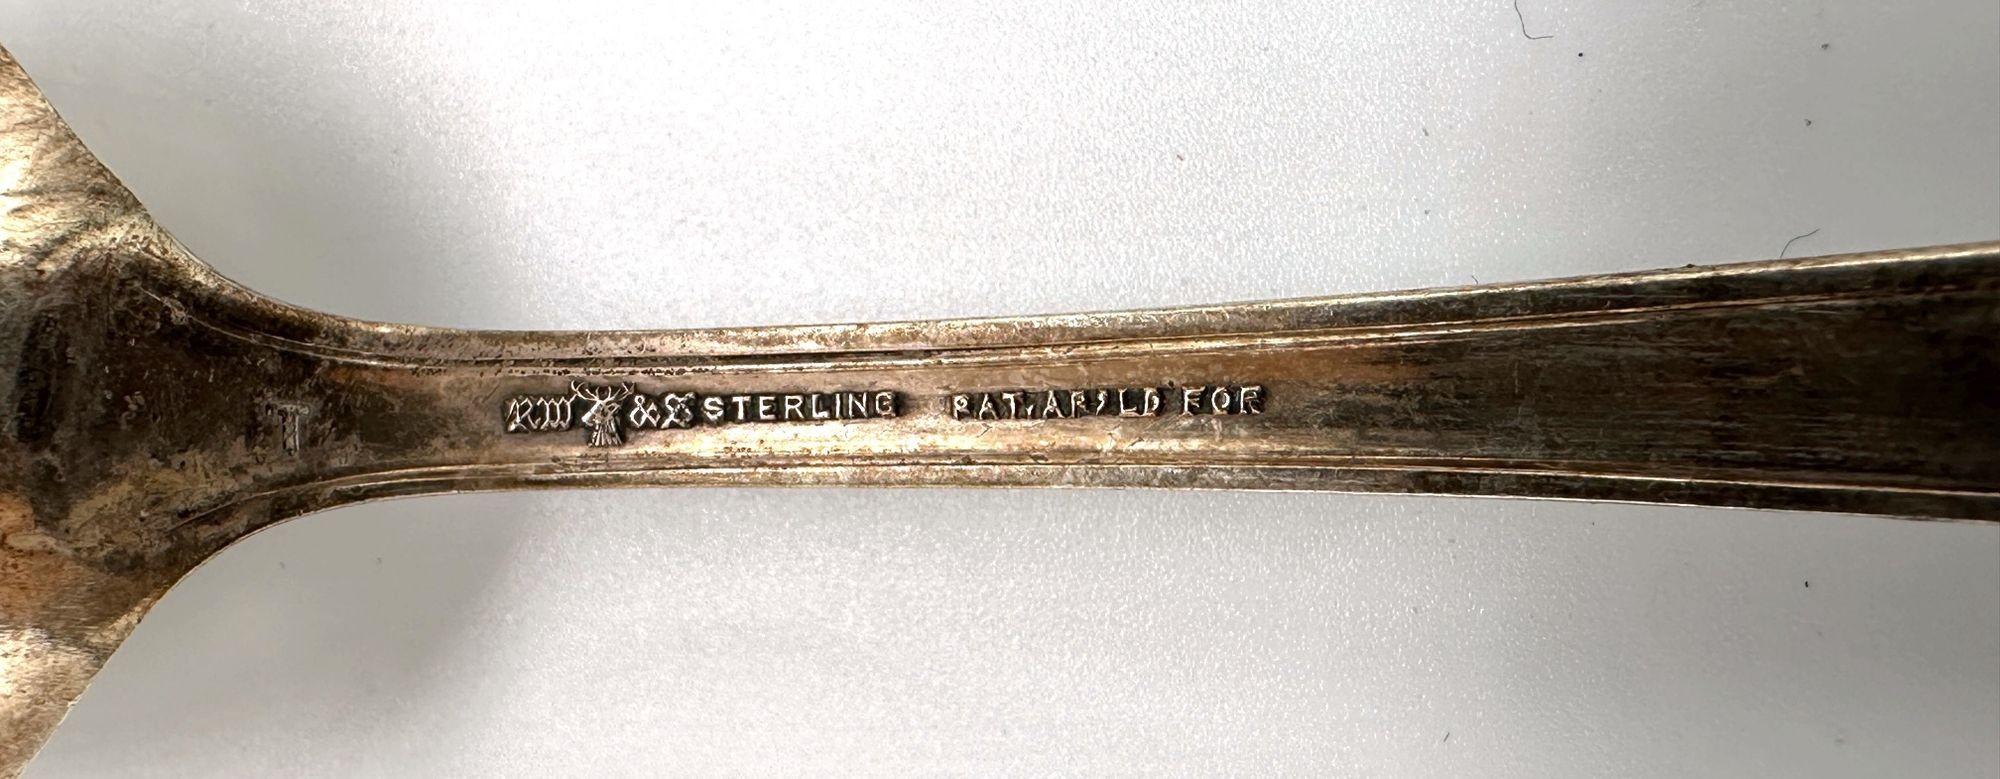 T RW & S STERLING PAT. AP'LD FOR